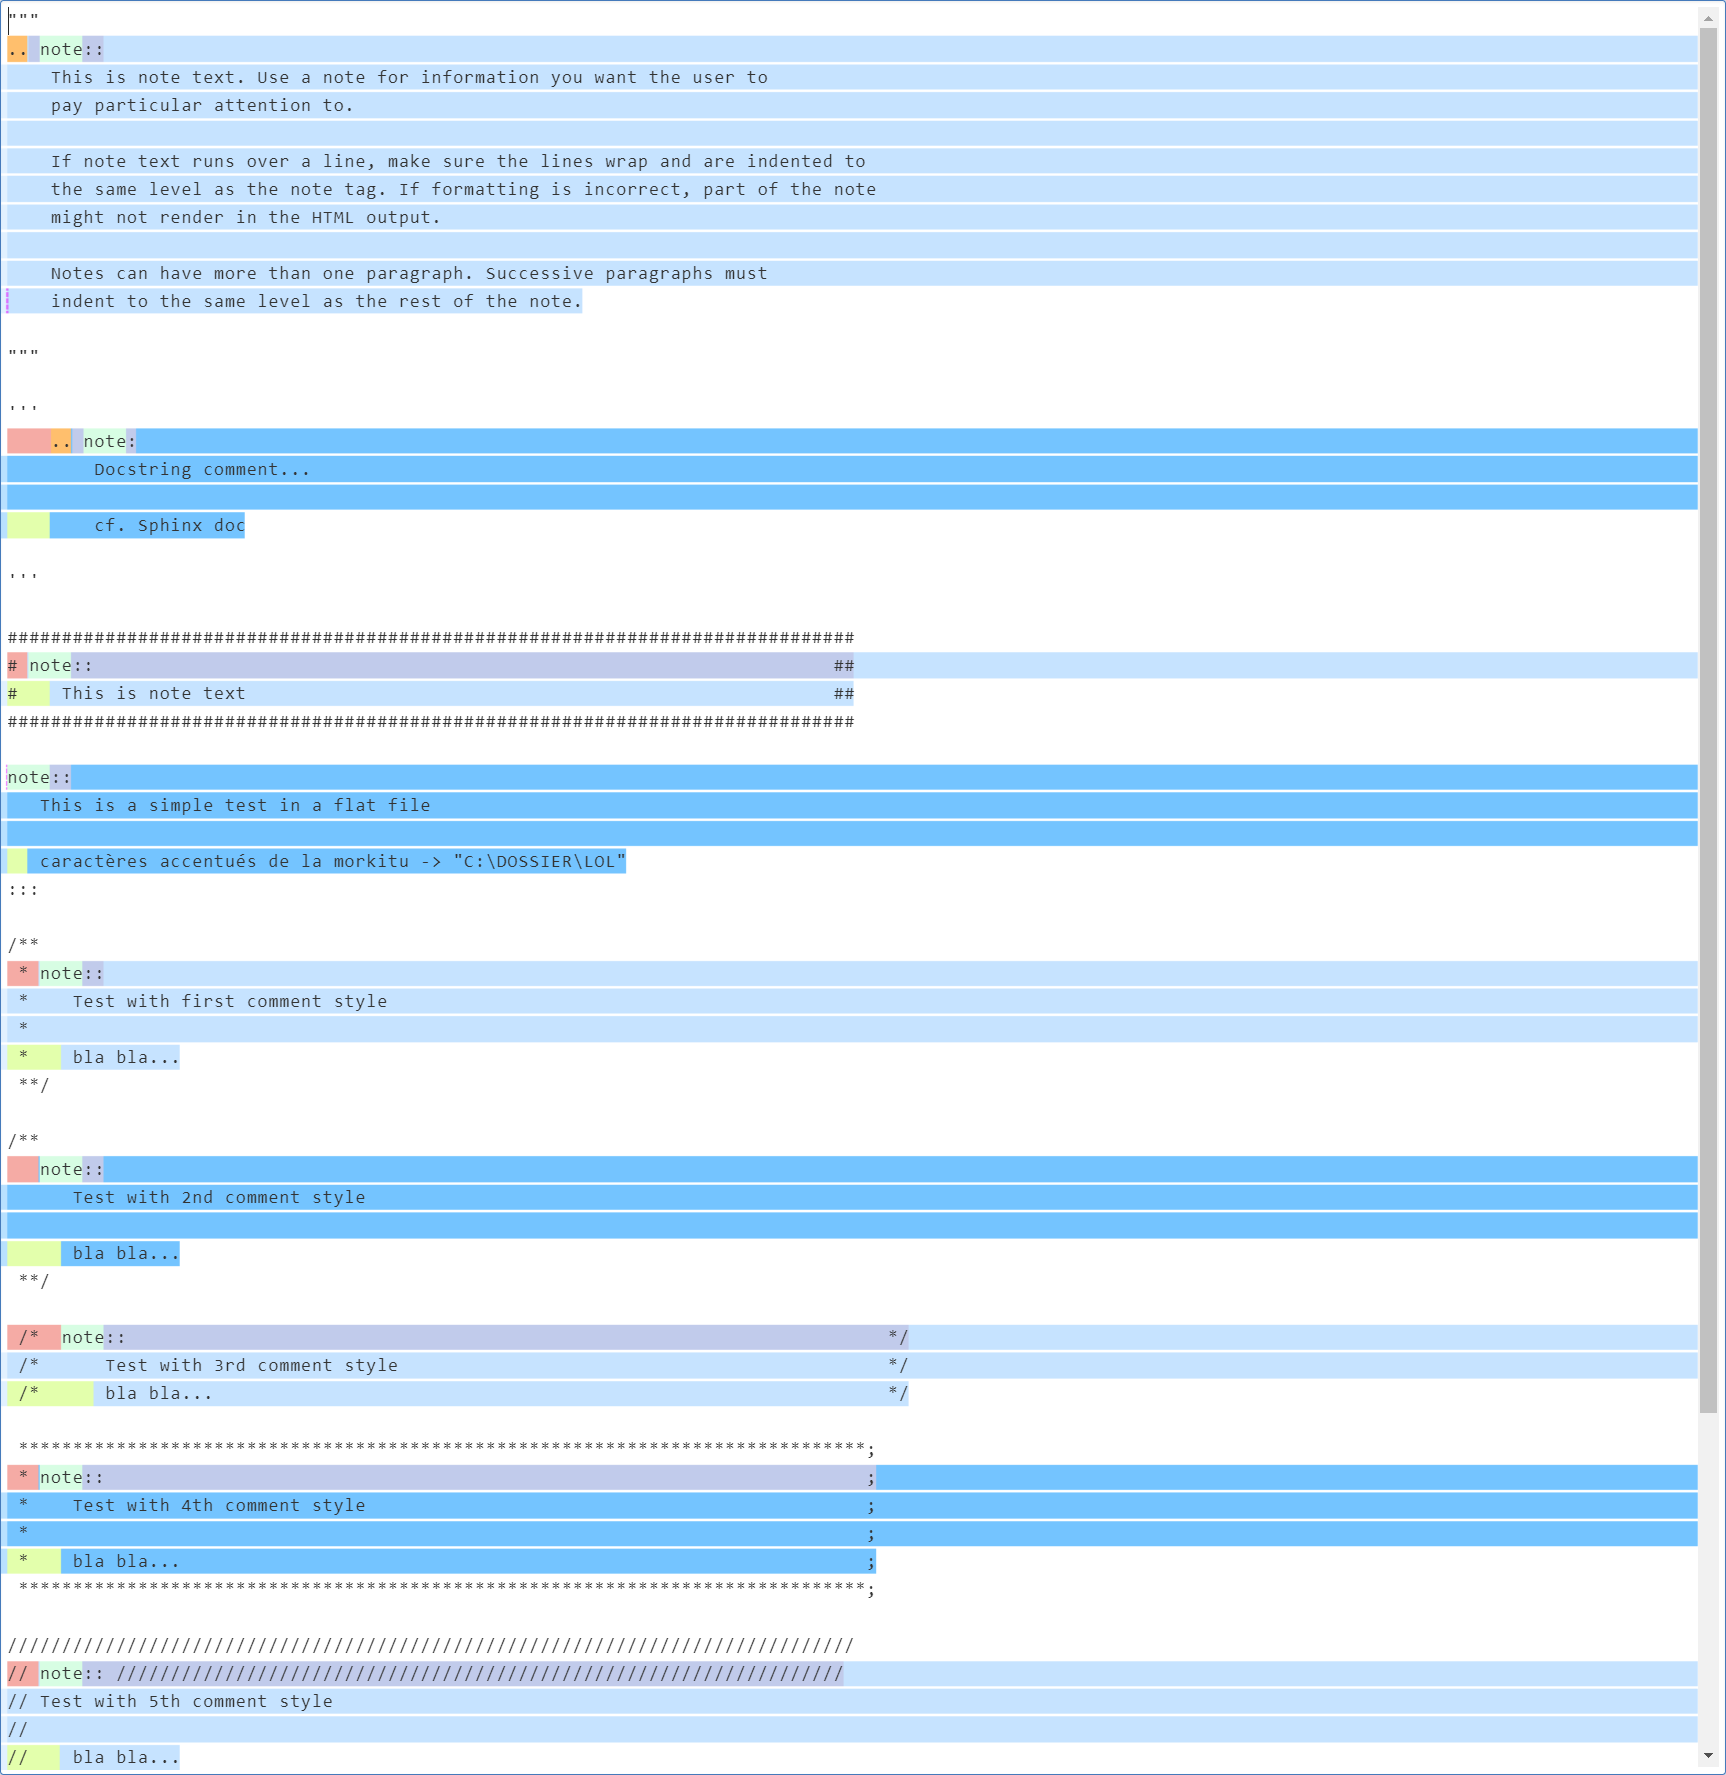 """
.. note::
    This is note text. Use a note for information you want the user to
    pay particular attention to.

    If note text runs over a line, make sure the lines wrap and are indented to
    the same level as the note tag. If formatting is incorrect, part of the note
    might not render in the HTML output.

    Notes can have more than one paragraph. Successive paragraphs must
    indent to the same level as the rest of the note.

"""

'''
    .. note:
        Docstring comment...

        cf. Sphinx doc

'''

##############################################################################
# note::                                                                    ##
#    This is note text                                                      ##
##############################################################################

note::
   This is a simple test in a flat file

   caractères accentués de la morkitu -> "C:\DOSSIER\LOL"
:::

/**
 * note::
 *    Test with first comment style
 *
 *    bla bla...
 **/

/**
   note::
      Test with 2nd comment style

      bla bla...
 **/

 /*  note::                                                                      */
 /*      Test with 3rd comment style                                             */
 /*      bla bla...                                                              */

 ******************************************************************************;
 * note::                                                                      ;
 *    Test with 4th comment style                                              ;
 *                                                                             ;
 *    bla bla...                                                               ;
 ******************************************************************************;

//////////////////////////////////////////////////////////////////////////////
// note:: ///////////////////////////////////////////////////////////////////
// Test with 5th comment style
//
//    bla bla...